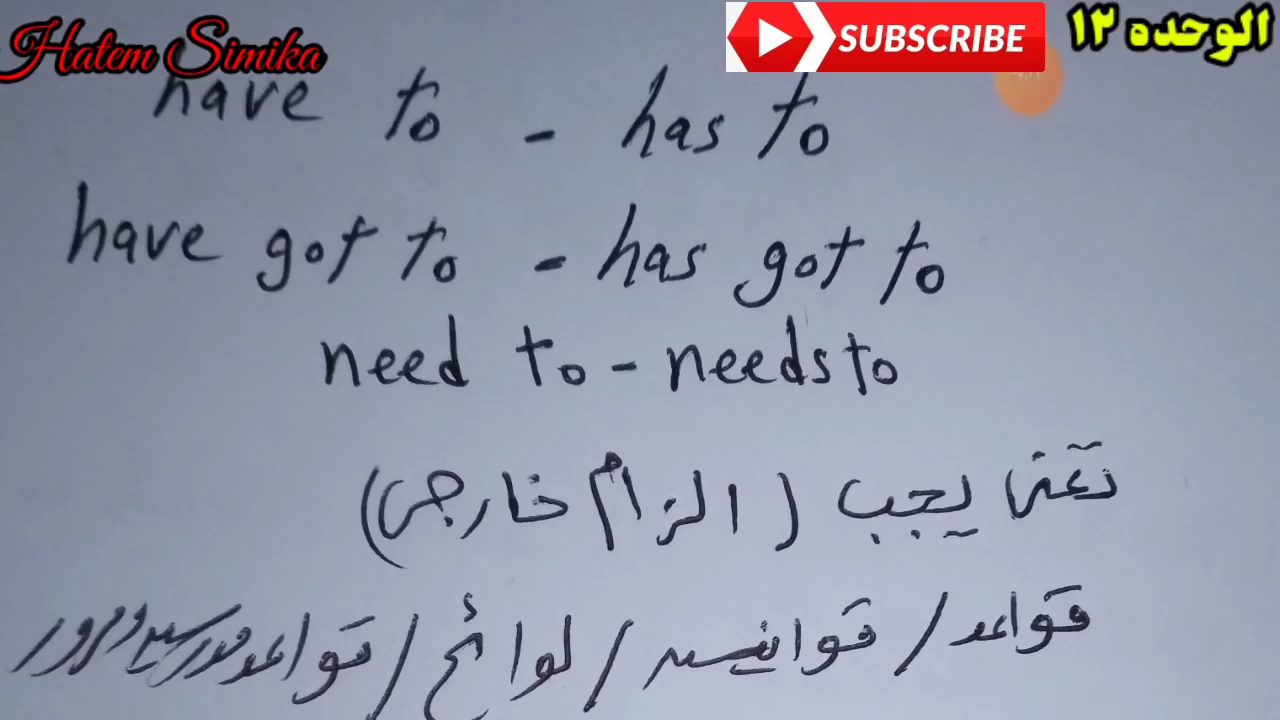 Hatem Simika
SUBSCRIBE
الوحده ١٢
have to - has to
have got to - has got to
need to - needs to
تعنى يجب ( الزام خارجى)
قواعد / قوانين / لوائح / قواعد